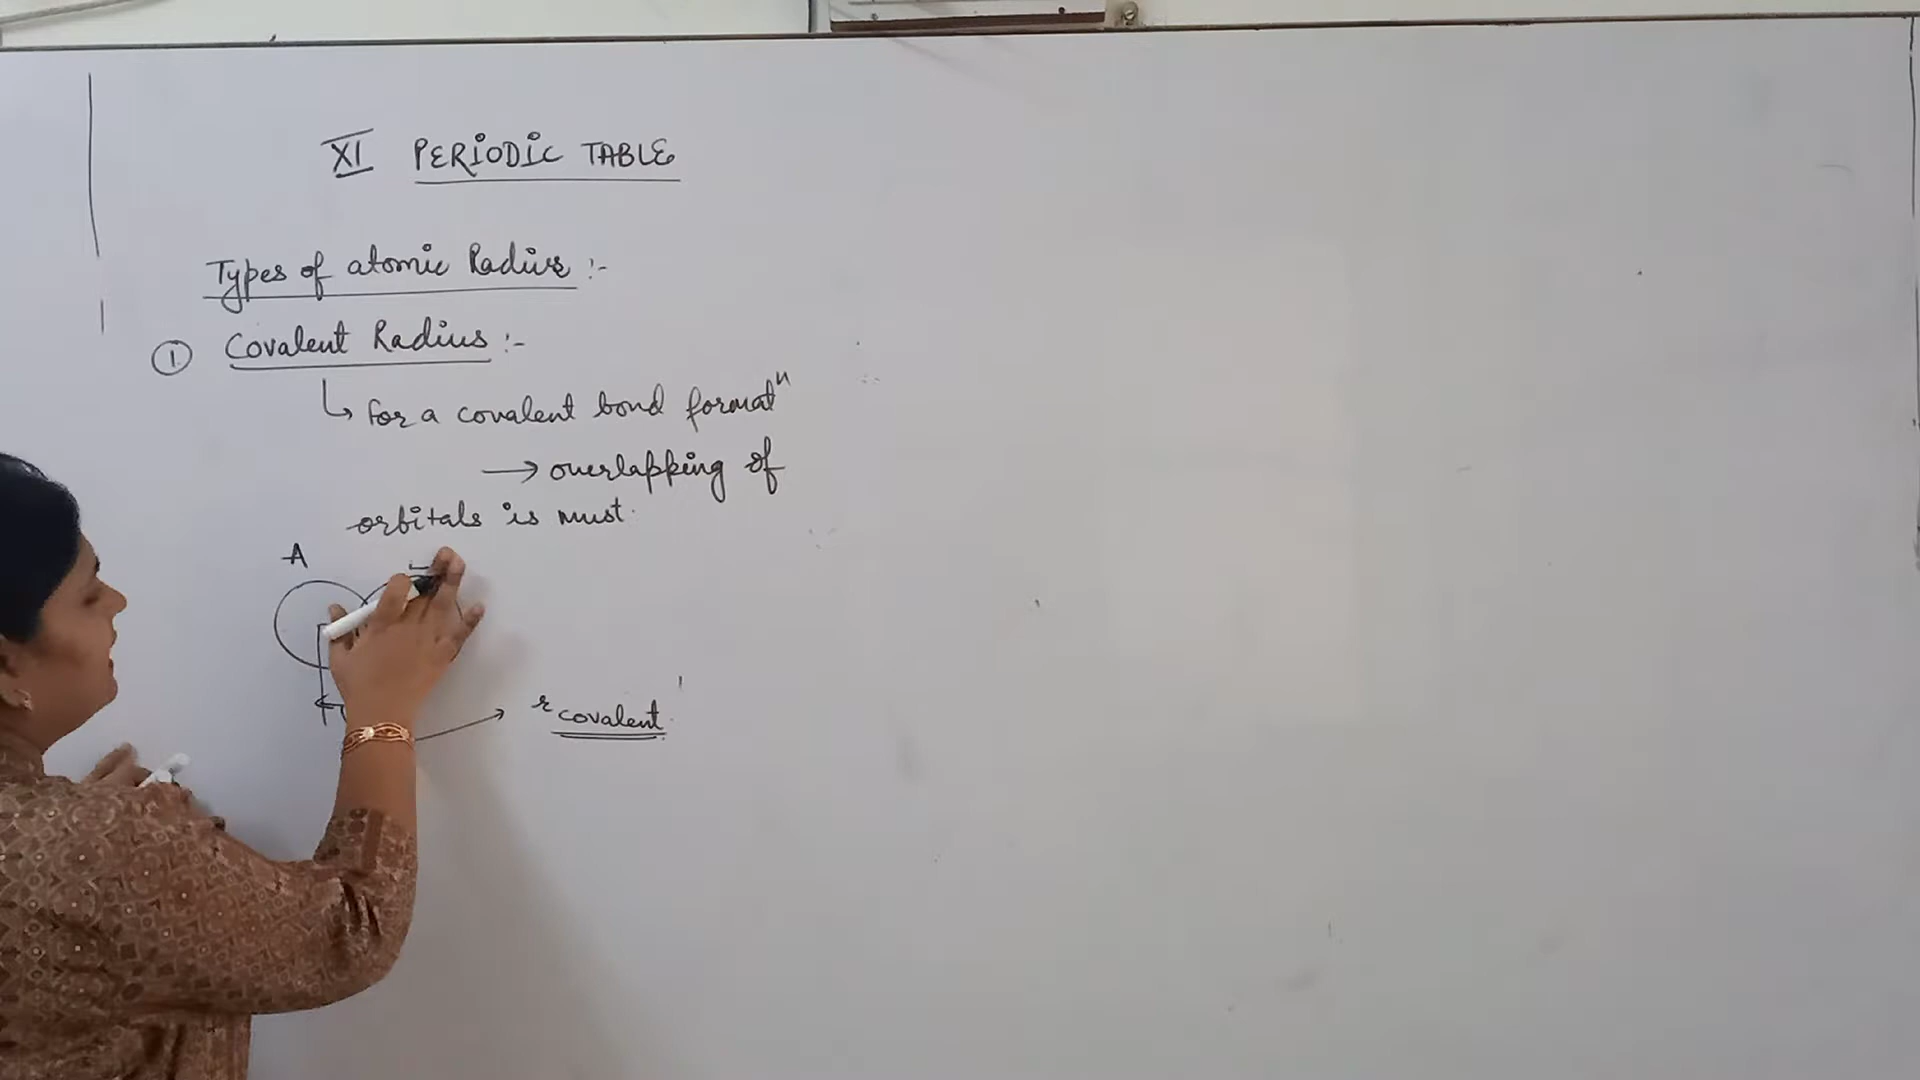 XI PERIODIC TABLE
Types of atomic Radius :-
① Covalent Radius :-
↳ For a covalent bond formatⁿ
→ overlapping of
orbitals is must.
A
r covalent